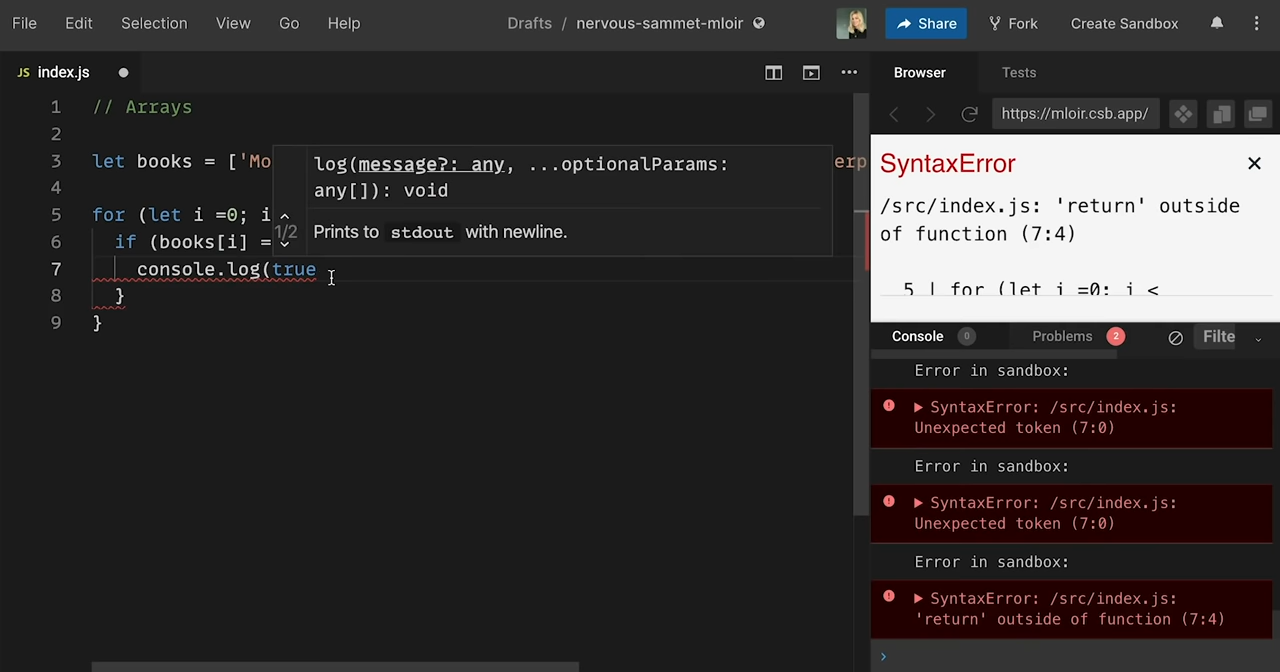 File Edit Selection View Go Help Drafts / nervous-sammet-mloir Share Fork Create Sandbox
JS index.js
Browser Tests
https://mloir.csb.app/
1 // Arrays
2
3 let books = ['Mo erp
4
5 for (let i =0; i
6 if (books[i] =
7 console.log(true
8 }
9 }
log(message?: any, ...optionalParams:
any[]): void
1/2
Prints to stdout with newline.
SyntaxError
/src/index.js: 'return' outside
of function (7:4)
5 | for (let i =0; i <
Console 0 Problems 2 Filte
Error in sandbox:
SyntaxError: /src/index.js:
Unexpected token (7:0)
Error in sandbox:
SyntaxError: /src/index.js:
Unexpected token (7:0)
Error in sandbox:
SyntaxError: /src/index.js:
'return' outside of function (7:4)